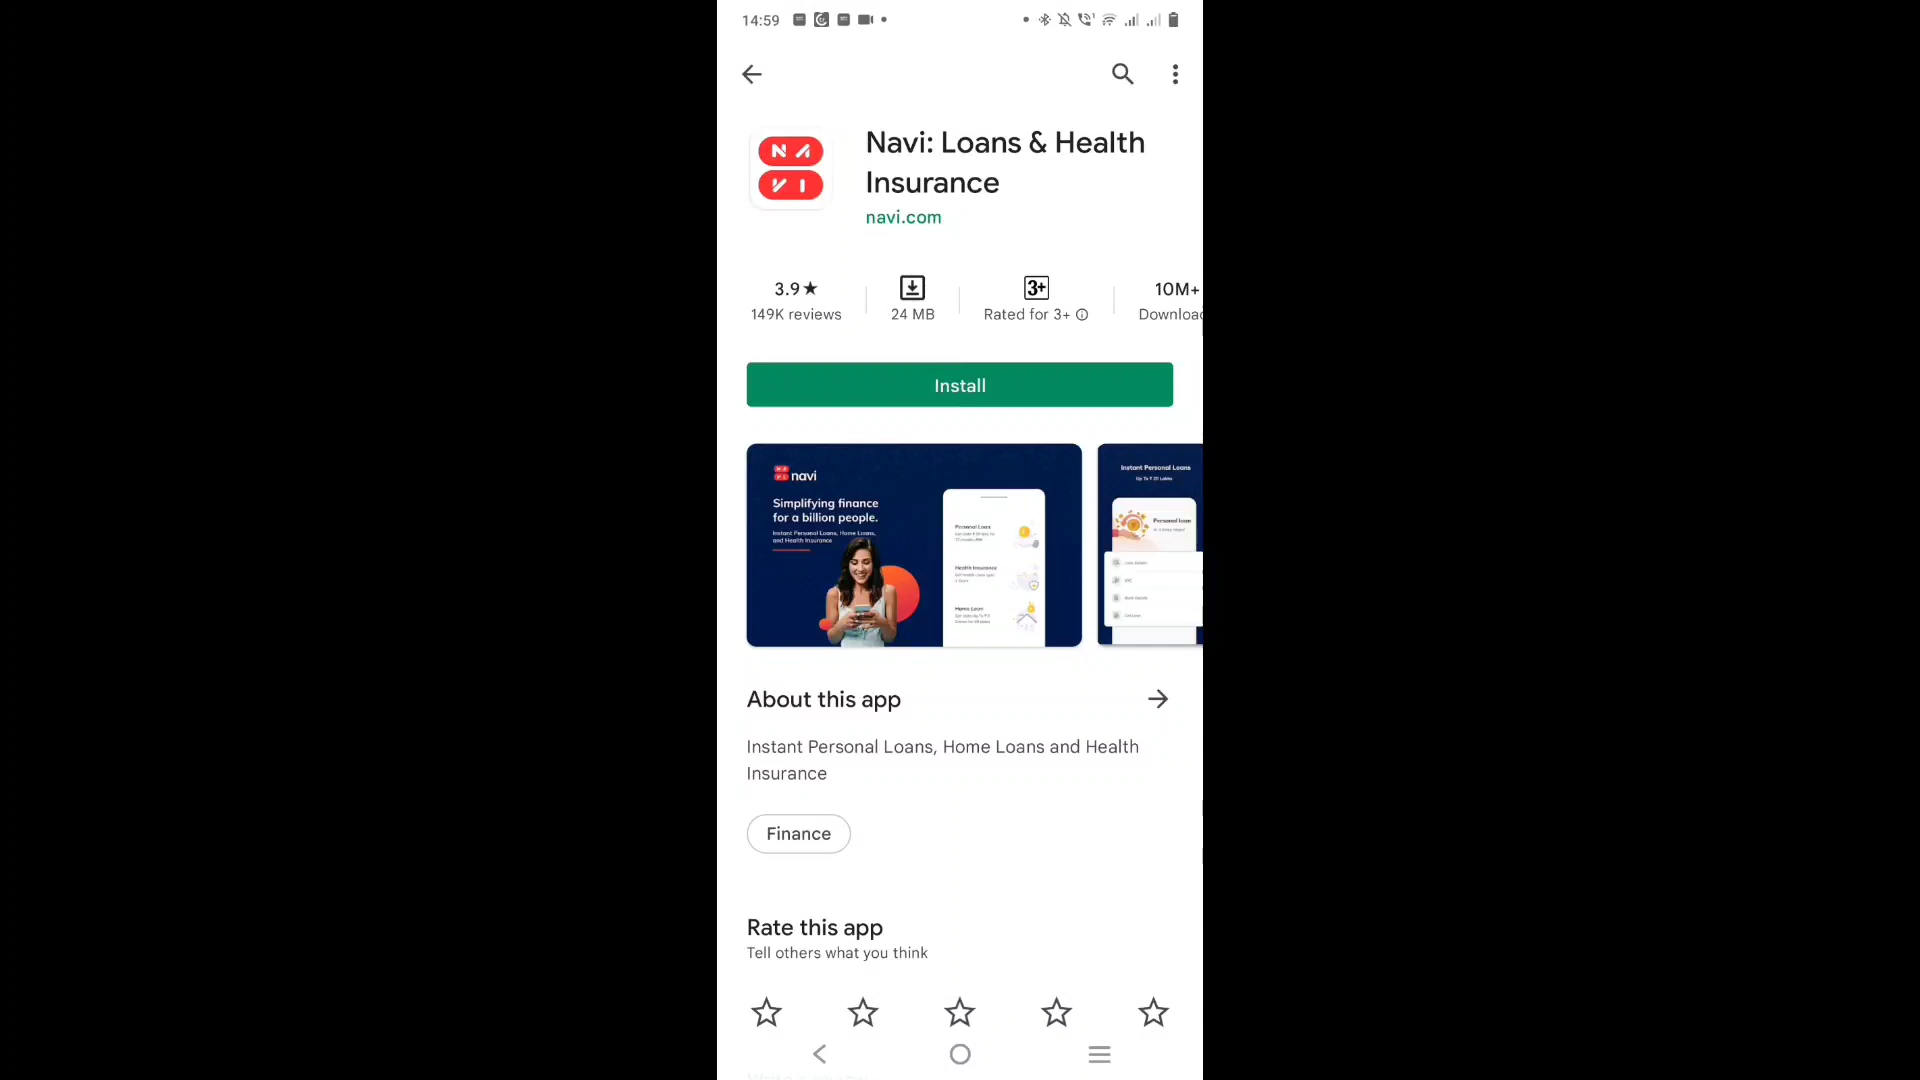 14:59
Navi: Loans & Health
Insurance
navi.com
3.9★
149K reviews
24 MB
3+
Rated for 3+
10M+
Downloa
Install
navi
Simplifying finance
for a billion people.
Instant Personal Loans, Home Loans,
and Health Insurance
Personal Loan
Health Insurance
Home Loan
Instant Personal Loans
Up To ₹ 20 Lakhs
Personal loan
About this app
Instant Personal Loans, Home Loans and Health
Insurance
Finance
Rate this app
Tell others what you think